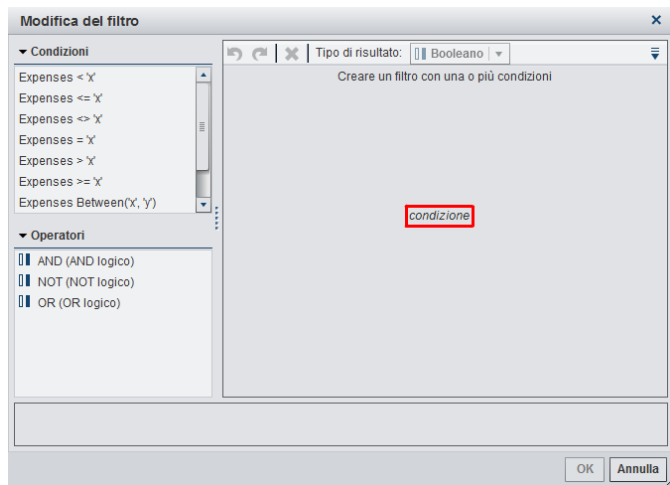 Modifica del filtro
Condizioni
Expenses < 'x'
Expenses <= 'x'
Expenses <> 'x'
Expenses = 'x'
Expenses > 'x'
Expenses >= 'x'
Expenses Between('x', 'y')
Operatori
AND (AND logico)
NOT (NOT logico)
OR (OR logico)
Tipo di risultato: Booleano
Creare un filtro con una o più condizioni
condizione
OK Annulla